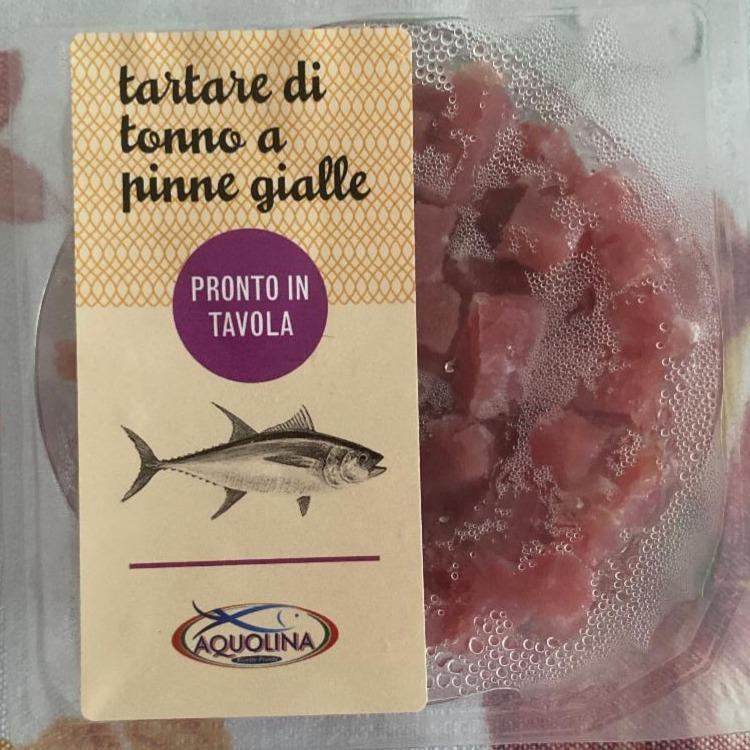 tartare di
tonno a
pinne gialle
PRONTO IN
TAVOLA
AQUOLINA